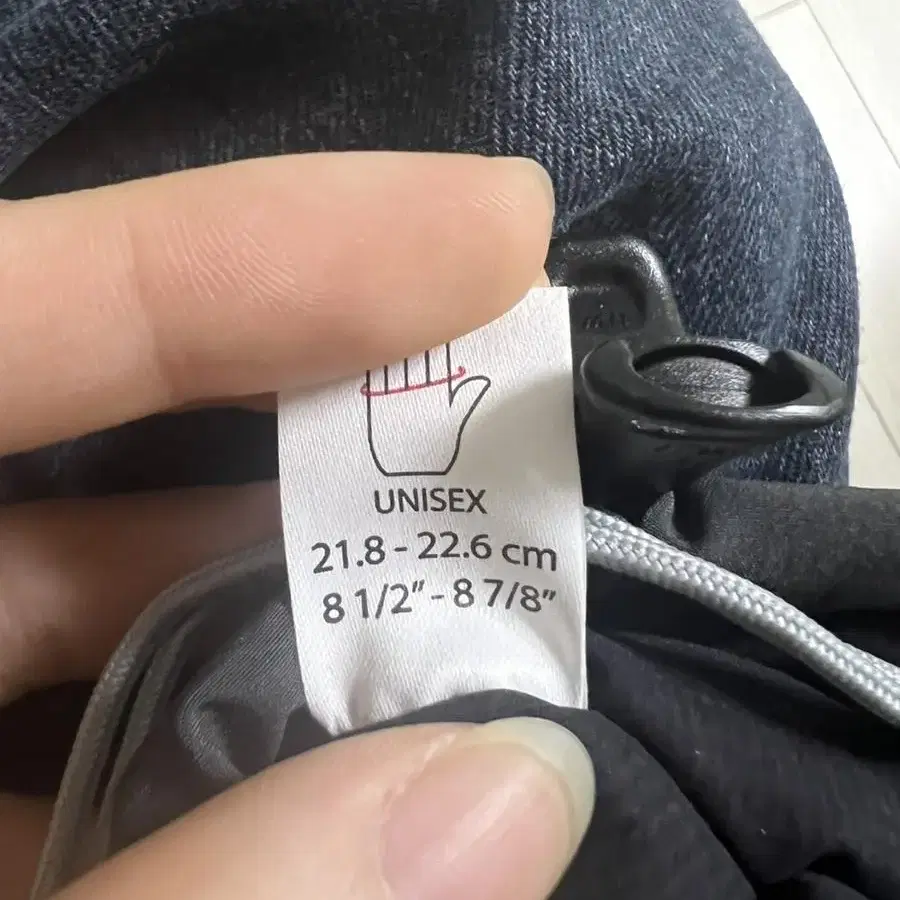 UNISEX
21.8 - 22.6 cm
8 1/2" - 8 7/8"